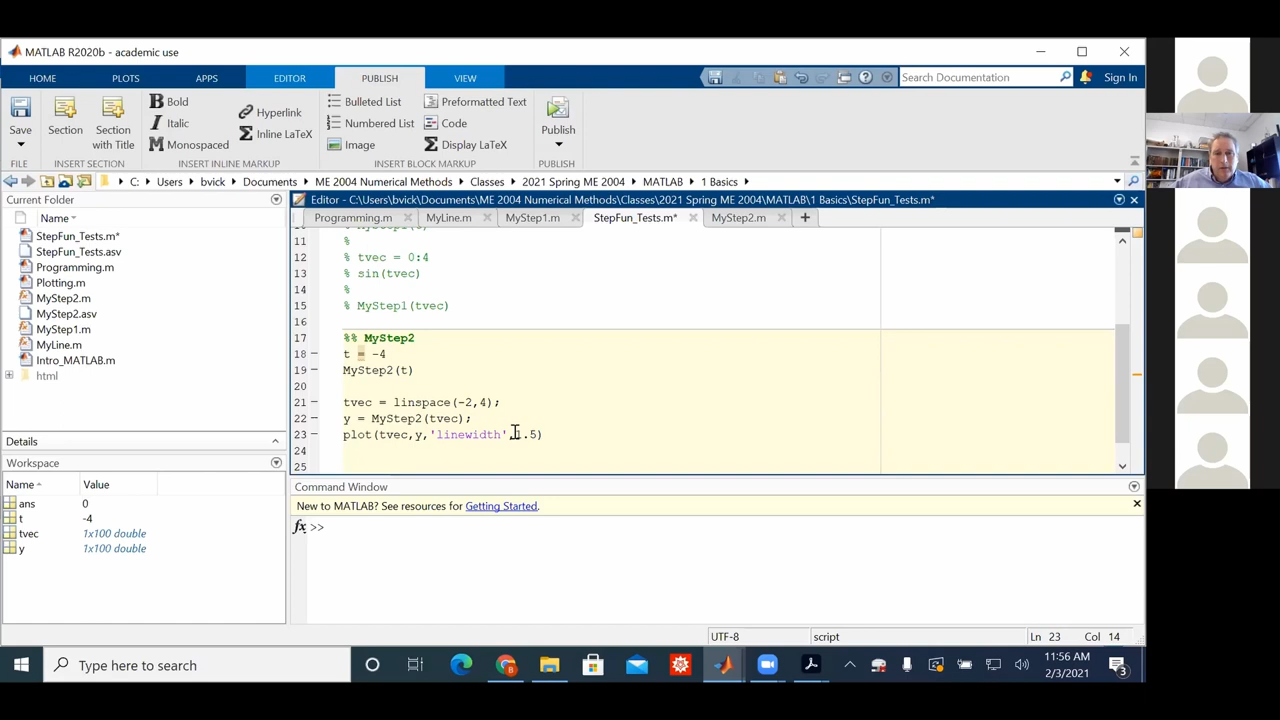 MATLAB R2020b - academic use
HOME PLOTS APPS EDITOR PUBLISH VIEW Search Documentation Sign In
Save
Section
Section with Title
Bold
Italic
Monospaced
Hyperlink
Inline LaTeX
Bulleted List
Numbered List
Image
Preformatted Text
Code
Display LaTeX
Publish
FILE INSERT SECTION INSERT INLINE MARKUP INSERT BLOCK MARKUP PUBLISH
C: Users bvick Documents ME 2004 Numerical Methods Classes 2021 Spring ME 2004 MATLAB 1 Basics
Current Folder
Name
StepFun_Tests.m*
StepFun_Tests.asv
Programming.m
Plotting.m
MyStep2.m
MyStep2.asv
MyStep1.m
MyLine.m
Intro_MATLAB.m
html
Details
Workspace
Name Value
ans 0
t -4
tvec 1x100 double
y 1x100 double
Editor - C:\Users\bvick\Documents\ME 2004 Numerical Methods\Classes\2021 Spring ME 2004\MATLAB\1 Basics\StepFun_Tests.m*
Programming.m MyLine.m MyStep1.m StepFun_Tests.m* MyStep2.m
11 %
12 % tvec = 0:4
13 % sin(tvec)
14 %
15 % MyStep1(tvec)
16
17 %% MyStep2
18 t = -4
19 MyStep2(t)
20
21 tvec = linspace(-2,4);
22 y = MyStep2(tvec);
23 plot(tvec,y,'linewidth',1.5)
24
25
Command Window
New to MATLAB? See resources for Getting Started.
fx >>
UTF-8 script Ln 23 Col 14
Type here to search
11:56 AM
2/3/2021
3